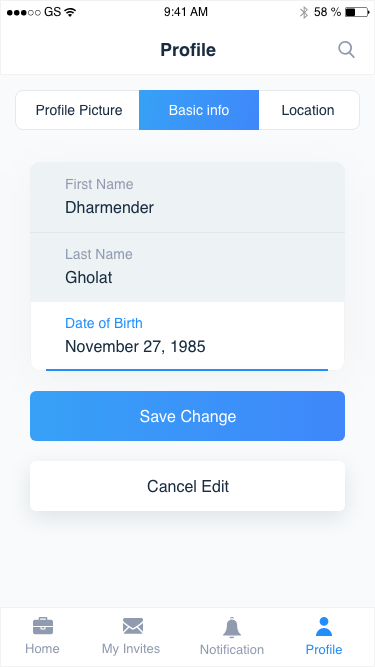 GS 9:41 AM 58 %
Profile
Profile Picture Basic info Location
First Name
Dharmender
Last Name
Gholat
Date of Birth
November 27, 1985
Save Change
Cancel Edit
Home My Invites Notification Profile